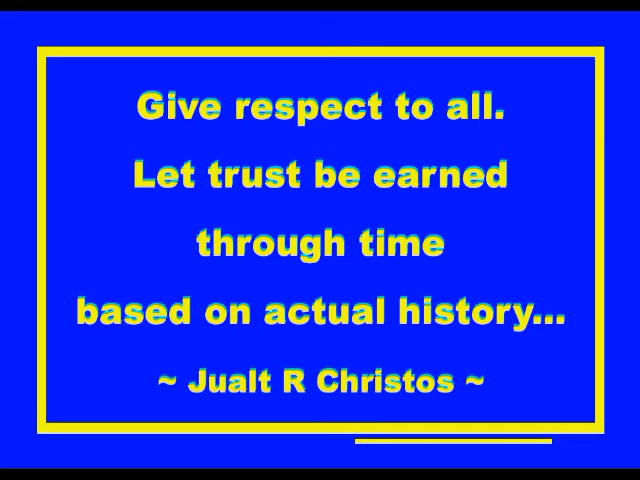 Give respect to all.
Let trust be earned
through time
based on actual history...
~ Jualt R Christos ~